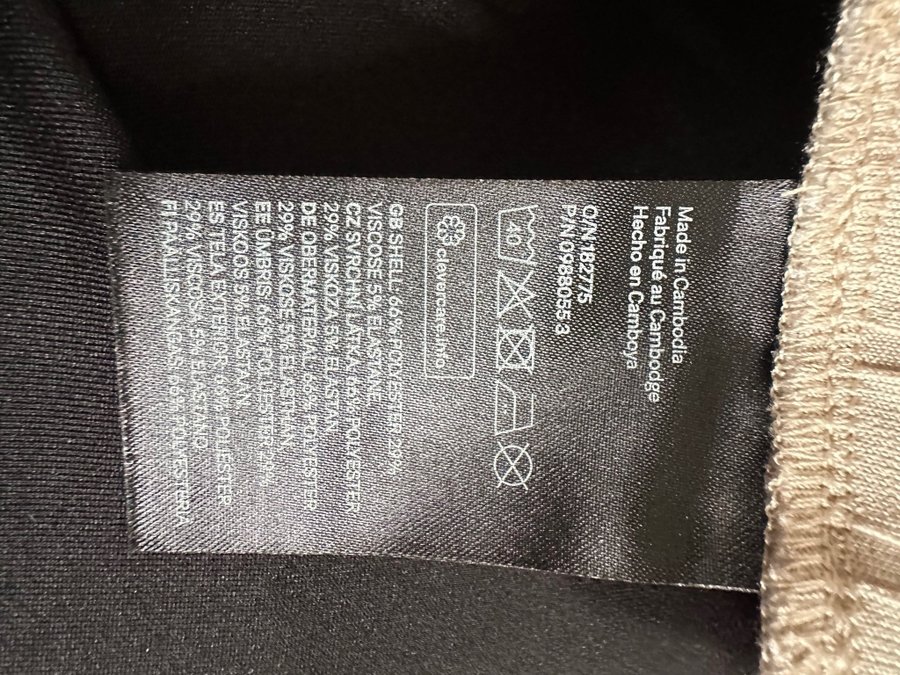 Made in Cambodia
Fabriqué au Cambodge
Hecho en Camboya
O/N 182775
P/N 0980555 3
40
clevercare.info
GB SHELL 66% POLYESTER 29%
VISCOSE 5% ELASTANE
CZ SVRCHNÍ LÁTKA 66% POLYESTER
29% VISKÓZA 5% ELASTAN
DE OBERMATERIAL 66% POLYESTER
29% VISKOSE 5% ELASTHAN
EE ÜMBRIS 66% POLÜESTER 29%
VISKOOS 5% ELASTAAN
ES TELA EXTERIOR 66% POLIÉSTER
29% VISCOSA 5% ELASTANO
FI PÄÄLLISKANGAS 66% POLYESTERIÄ